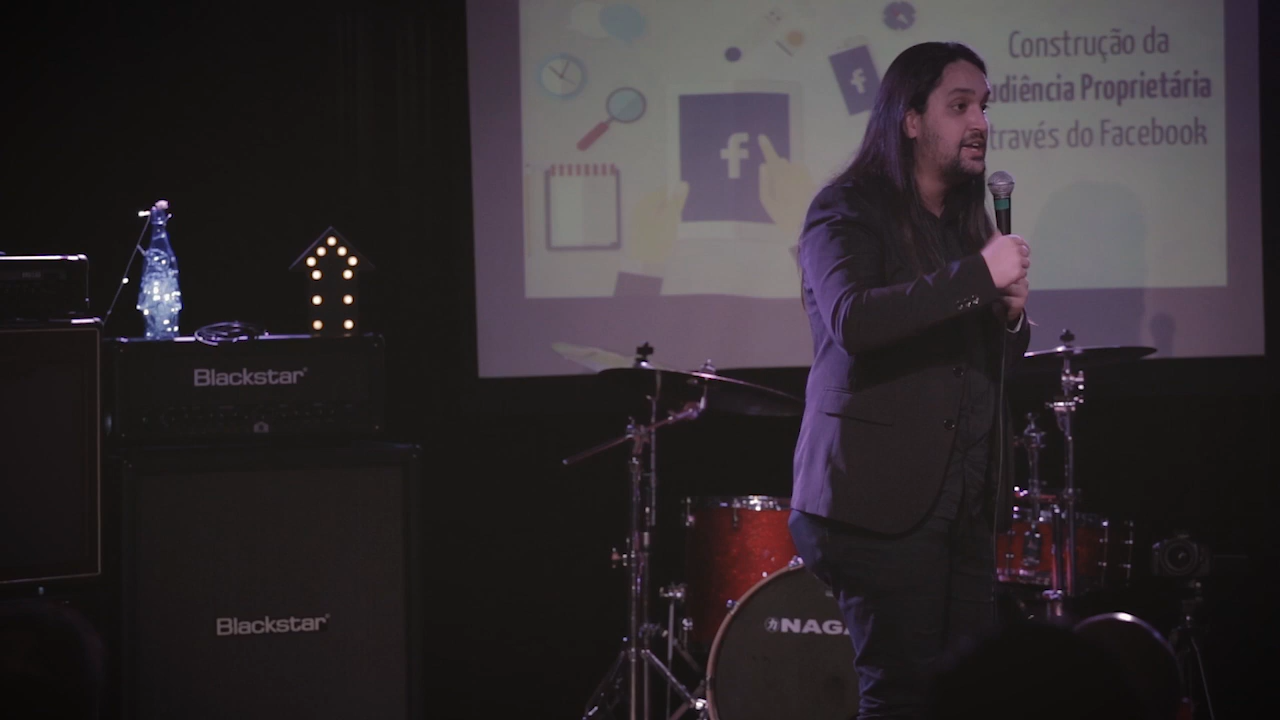 Construção da
udiência Proprietária
través do Facebook
f
f
Blackstar
Blackstar
NAGA